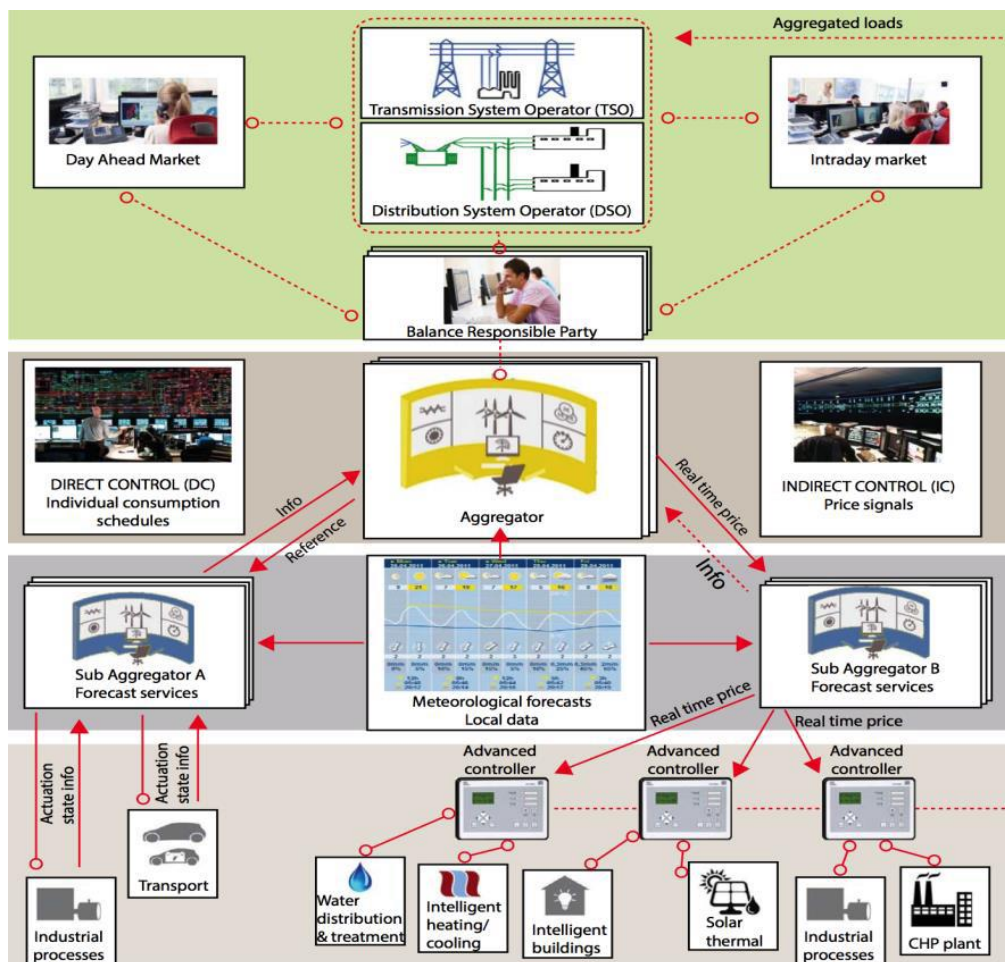 Aggregated loads
Transmission System Operator (TSO)
Day Ahead Market
Intraday market
Distribution System Operator (DSO)
Balance Responsible Party
DIRECT CONTROL (DC)
Individual consumption
schedules
Info
Reference
Aggregator
Real time price
Info
INDIRECT CONTROL (IC)
Price signals
Sub Aggregator A
Forecast services
Meteorological forecasts
Local data
Sub Aggregator B
Forecast services
Real time price
Real time price
Actuation
state info
Actuation
state info
Advanced
controller
Advanced
controller
Advanced
controller
Transport
Industrial
processes
Water
distribution
& treatment
Intelligent
heating/
cooling
Intelligent
buildings
Solar
thermal
Industrial
processes
CHP plant